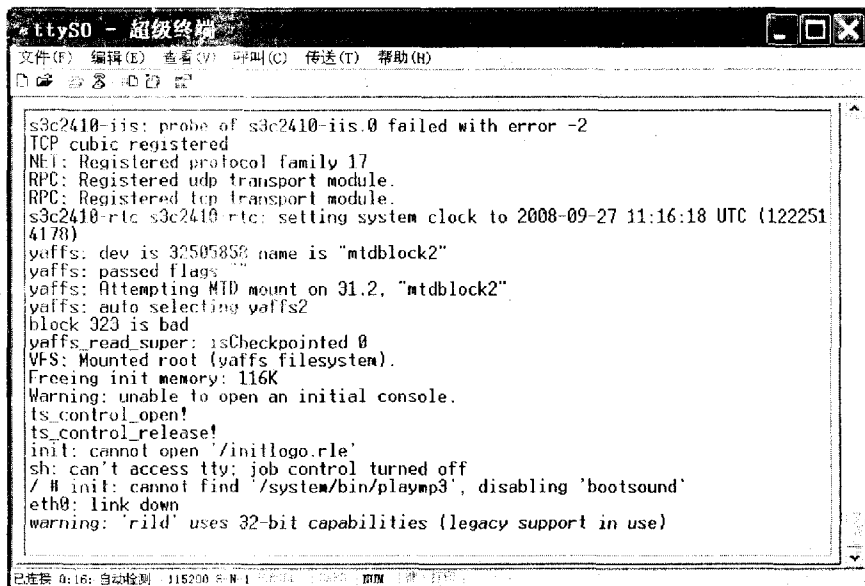 ttyS0 - 超级终端
文件(F) 编辑(E) 查看(V) 呼叫(C) 传送(T) 帮助(H)
s3c2410-iis: probe of s3c2410-iis.0 failed with error -2
TCP cubic registered
NET: Registered protocol family 17
RPC: Registered udp transport module.
RPC: Registered tcp transport module.
s3c2410-rtc s3c2410-rtc: setting system clock to 2008-09-27 11:16:18 UTC (122251
4178)
yaffs: dev is 32505858 name is "mtdblock2"
yaffs: passed flags ""
yaffs: Attempting MTD mount on 31.2, "mtdblock2"
yaffs: auto selecting yaffs2
block 323 is bad
yaffs_read_super: isCheckpointed 0
VFS: Mounted root (yaffs filesystem).
Freeing init memory: 116K
Warning: unable to open an initial console.
ts_control_open!
ts_control_release!
init: cannot open '/initlogo.rle'
sh: can't access tty; job control turned off
/ # init: cannot find '/system/bin/playmp3', disabling 'bootsound'
eth0: link down
warning: `rild' uses 32-bit capabilities (legacy support in use)
已连接 0:16: 自动检测 115200 8-N-1 NUM